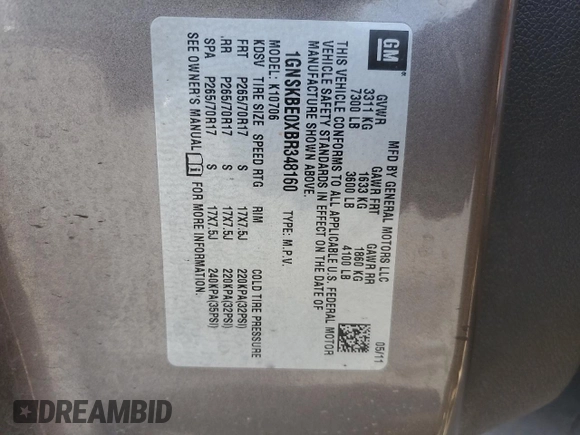 GM
MFD BY GENERAL MOTORS LLC
05/11
GVWR GAWR FRT GAWR RR
3311 KG 1633 KG 1860 KG
7300 LB 3600 LB 4100 LB
THIS VEHICLE CONFORMS TO ALL APPLICABLE U.S. FEDERAL MOTOR
VEHICLE SAFETY STANDARDS IN EFFECT ON THE DATE OF
MANUFACTURE SHOWN ABOVE.
1GNSKBE0XBR348160 TYPE: M.P.V.
MODEL: K10706
KDSV TIRE SIZE SPEED RTG RIM COLD TIRE PRESSURE
FRT P265/70R17 S 17X7.5J 220KPA(32PSI)
RR P265/70R17 S 17X7.5J 220KPA(32PSI)
SPA P265/70R17 S 17X7.5J 240KPA(35PSI)
SEE OWNER'S MANUAL FOR MORE INFORMATION.
DREAMBID